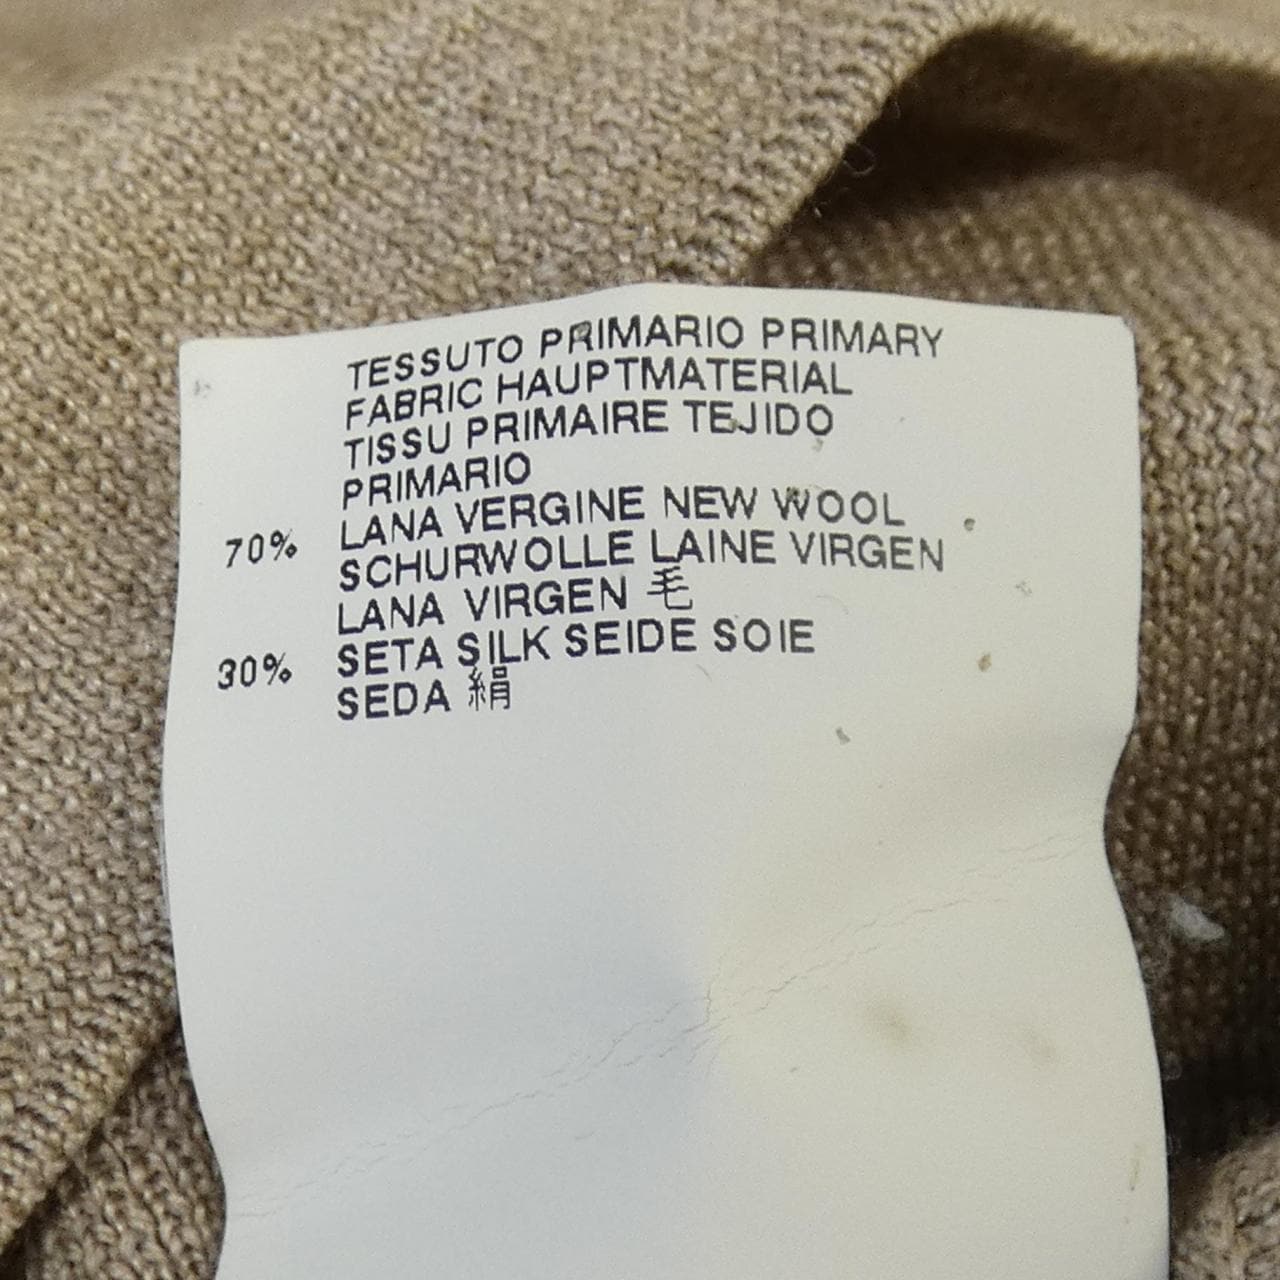 TESSUTO PRIMARIO PRIMARY
FABRIC HAUPTMATERIAL
TISSU PRIMAIRE TEJIDO
PRIMARIO
70% LANA VERGINE NEW WOOL
SCHURWOLLE LAINE VIRGEN
LANA VIRGEN 毛
30% SETA SILK SEIDE SOIE
SEDA 絹